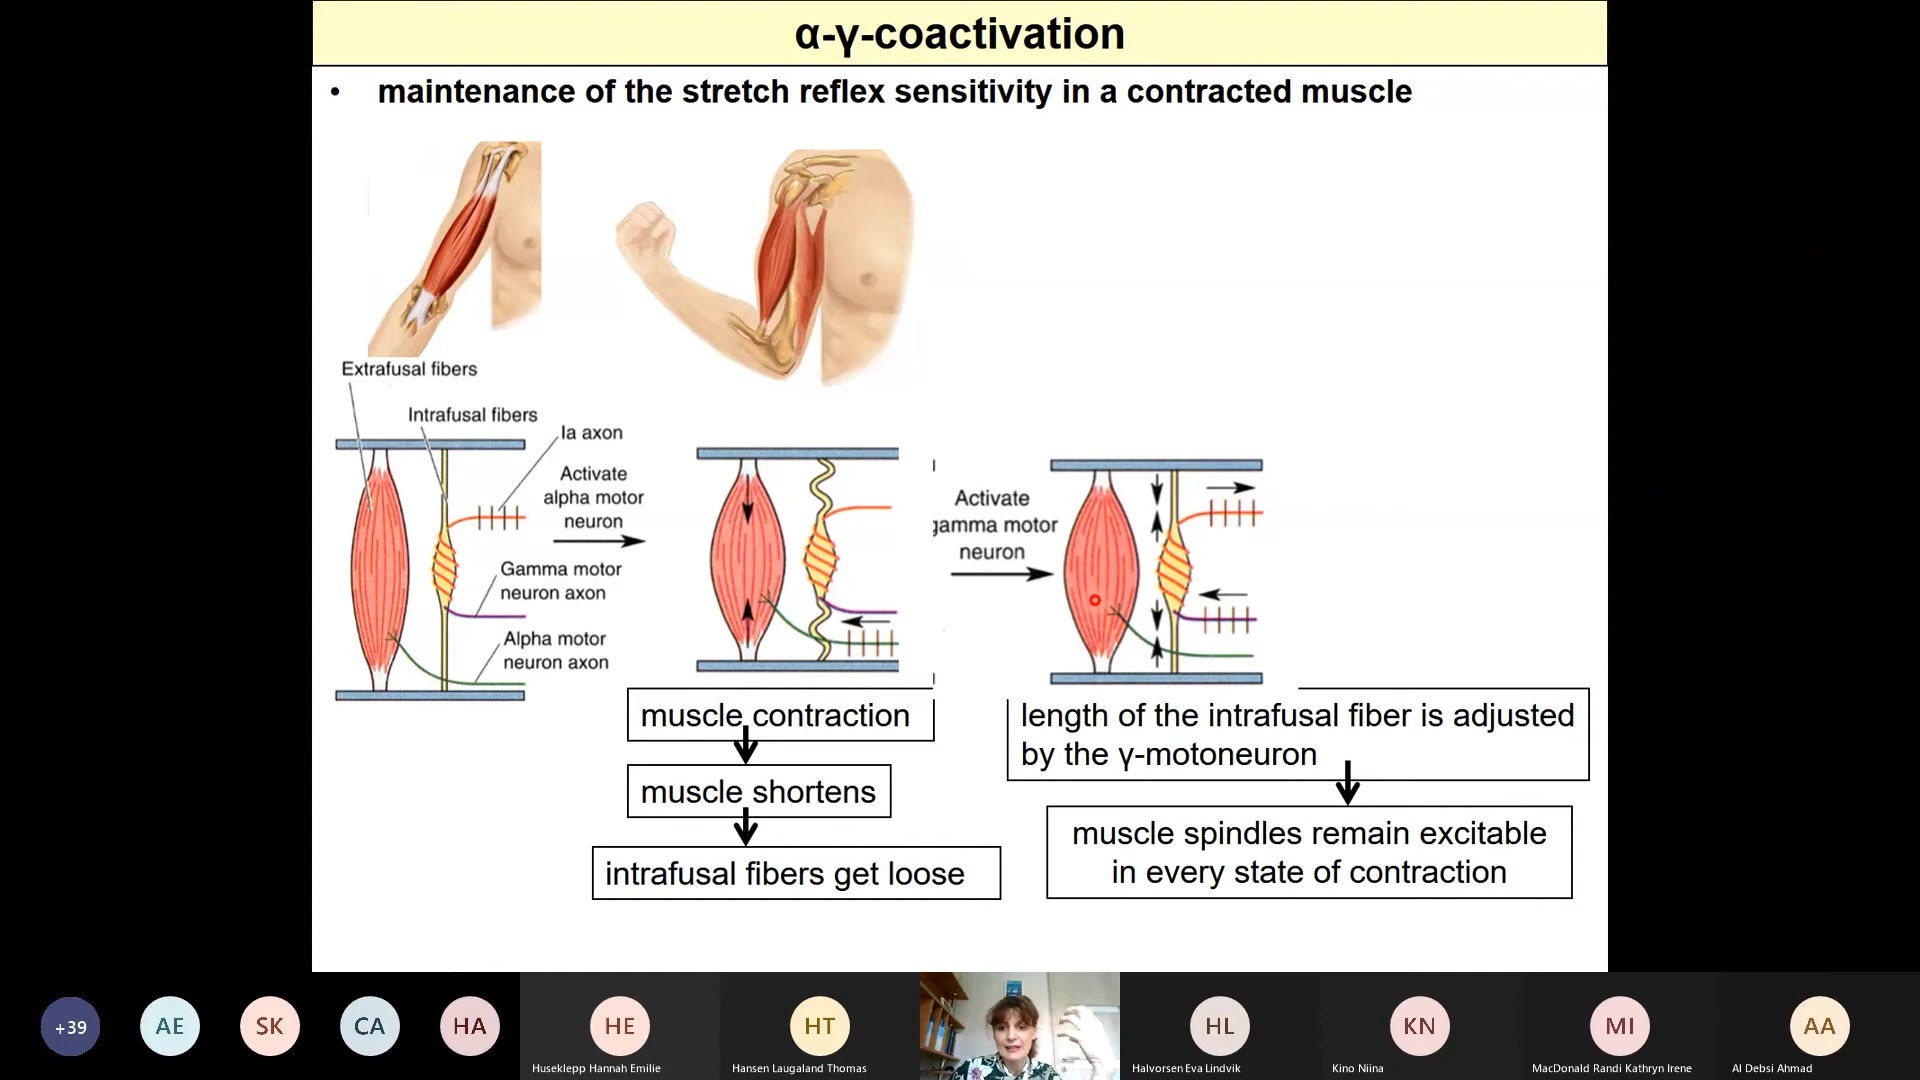 α-γ-coactivation
• maintenance of the stretch reflex sensitivity in a contracted muscle
Extrafusal fibers
Intrafusal fibers
Ia axon
Activate
alpha motor
neuron
Gamma motor
neuron axon
Alpha motor
neuron axon
Activate
gamma motor
neuron
muscle contraction
muscle shortens
intrafusal fibers get loose
length of the intrafusal fiber is adjusted
by the γ-motoneuron
muscle spindles remain excitable
in every state of contraction
+39
AE
SK
CA
HA
HE
Huseklepp Hannah Emilie
HT
Hansen Laugaland Thomas
HL
Halvorsen Eva Lindvik
KN
Kino Niina
MI
MacDonald Randi Kathryn Irene
AA
Al Debsi Ahmad